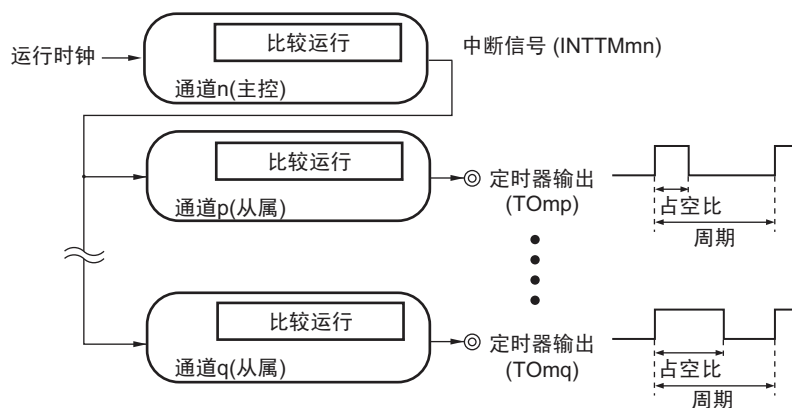 比较运行
运行时钟
中断信号 (INTTMmn)
通道n(主控)
比较运行
定时器输出
(TOmp)
通道p(从属)
占空比
周期
比较运行
定时器输出
(TOmq)
通道q(从属)
占空比
周期